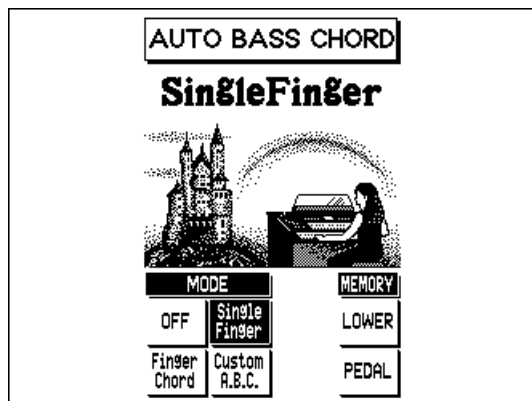 AUTO BASS CHORD
SingleFinger
MODE
MEMORY
OFF
Single
Finger
LOWER
Finger
Chord
Custom
A.B.C.
PEDAL